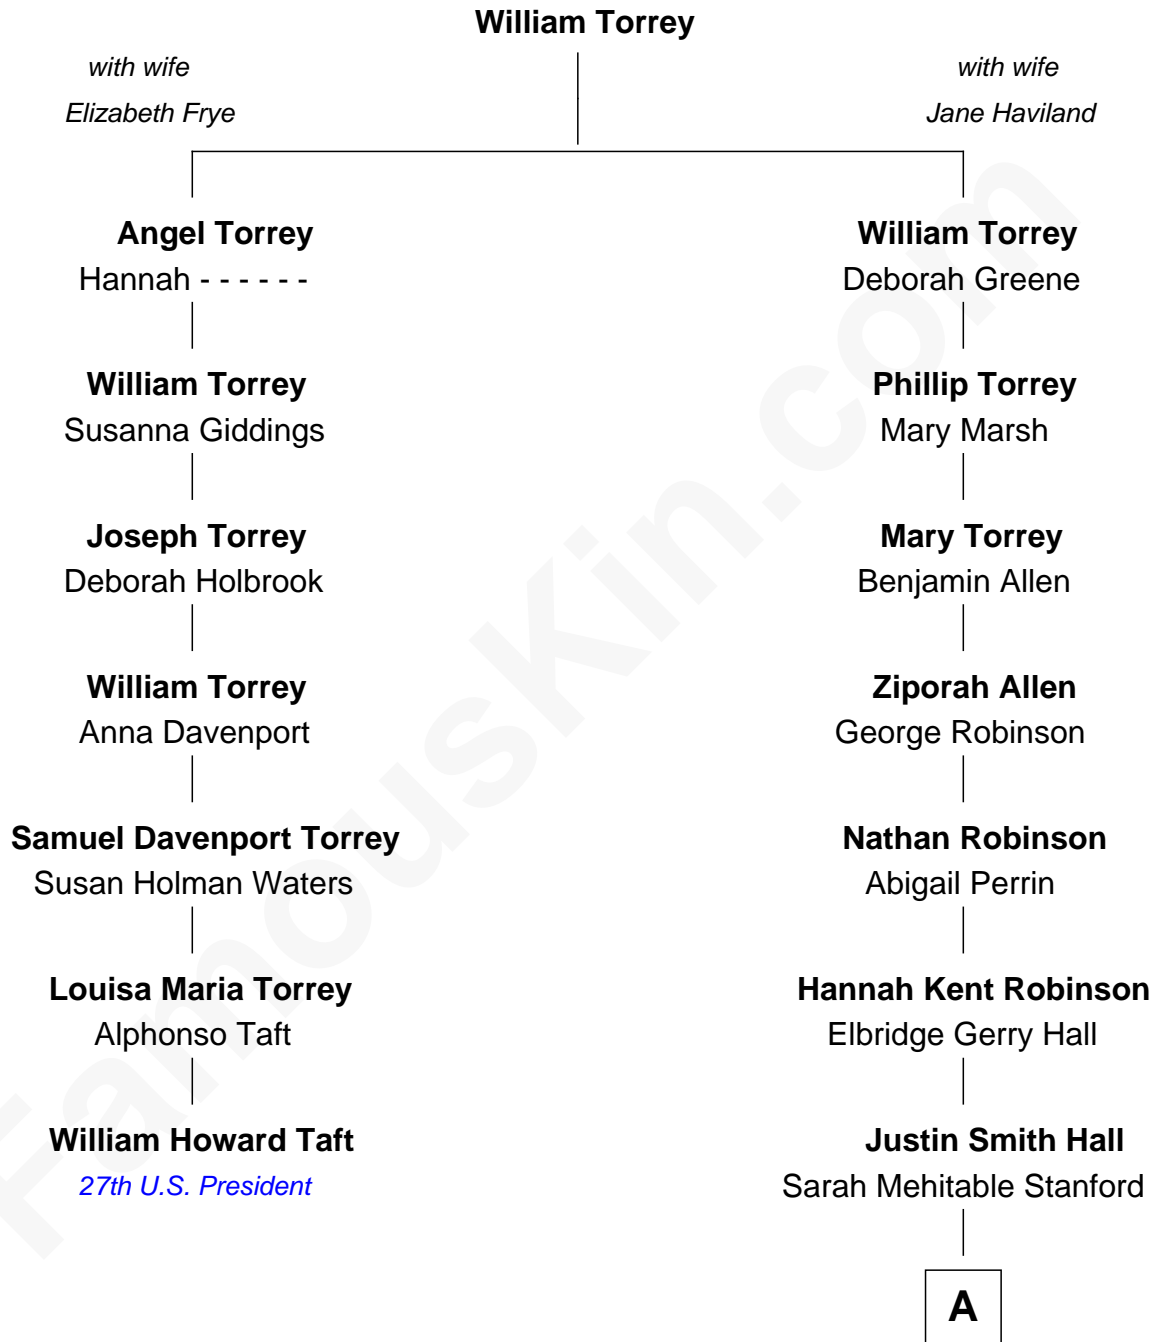 William Torrey
with wife
Elizabeth Frye
with wife
Jane Haviland
Angel Torrey
Hannah - - - - - -
William Torrey
Deborah Greene
William Torrey
Susanna Giddings
Phillip Torrey
Mary Marsh
Joseph Torrey
Deborah Holbrook
Mary Torrey
Benjamin Allen
William Torrey
Anna Davenport
Ziporah Allen
George Robinson
Samuel Davenport Torrey
Susan Holman Waters
Nathan Robinson
Abigail Perrin
Louisa Maria Torrey
Alphonso Taft
Hannah Kent Robinson
Elbridge Gerry Hall
William Howard Taft
27th U.S. President
Justin Smith Hall
Sarah Mehitable Stanford
A
FamousKin.com